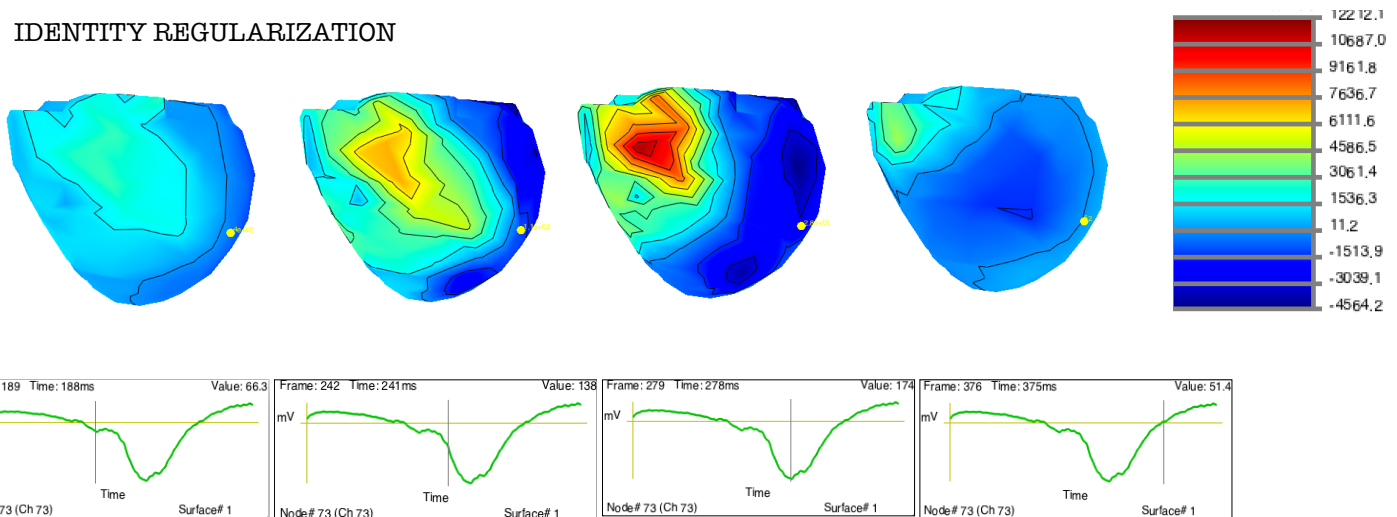 IDENTITY REGULARIZATION
12212.1
10687.0
9161.8
7636.7
6111.6
4586.5
3061.4
1536.3
11.2
-1513.9
-3039.1
-4564.2
189 Time: 188ms Value: 66.3
Time
73 (Ch 73) Surface# 1
Frame: 242 Time: 241ms Value: 138
mV
Time
Node# 73 (Ch 73) Surface# 1
Frame: 279 Time: 278ms Value: 174
mV
Time
Node# 73 (Ch 73) Surface# 1
Frame: 376 Time: 375ms Value: 51.4
mV
Time
Node# 73 (Ch 73) Surface# 1